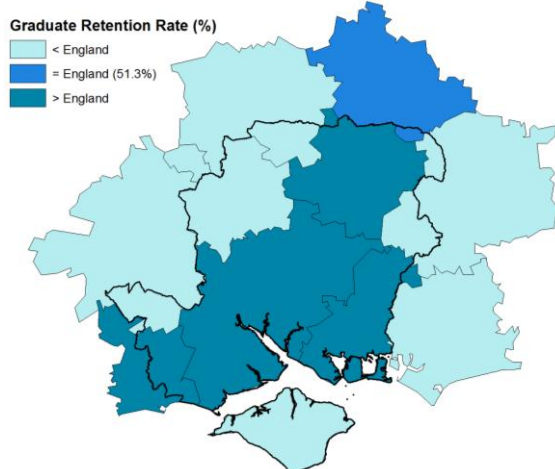 Graduate Retention Rate (%)
< England
= England (51.3%)
> England